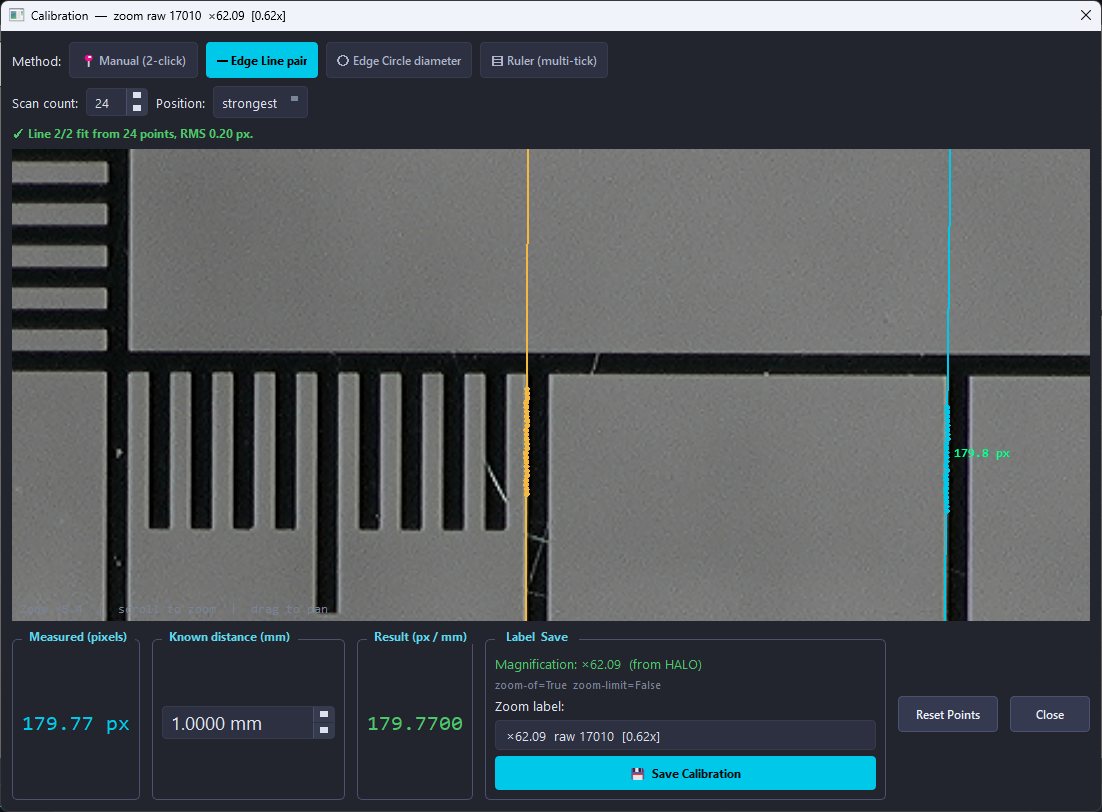 Calibration — zoom raw 17010 ×62.09 [0.62x]
Method: Manual (2-click) Edge Line pair Edge Circle diameter Ruler (multi-tick)
Scan count: 24 Position: strongest
✓ Line 2/2 fit from 24 points, RMS 0.20 px.
179.8 px
scroll to zoom | drag to pan
Measured (pixels) Known distance (mm) Result (px / mm) Label Save
Magnification: ×62.09 (from HALO)
zoom-of=True zoom-limit=False
Zoom label:
179.77 px 1.0000 mm 179.7700
×62.09 raw 17010 [0.62x]
Save Calibration
Reset Points Close